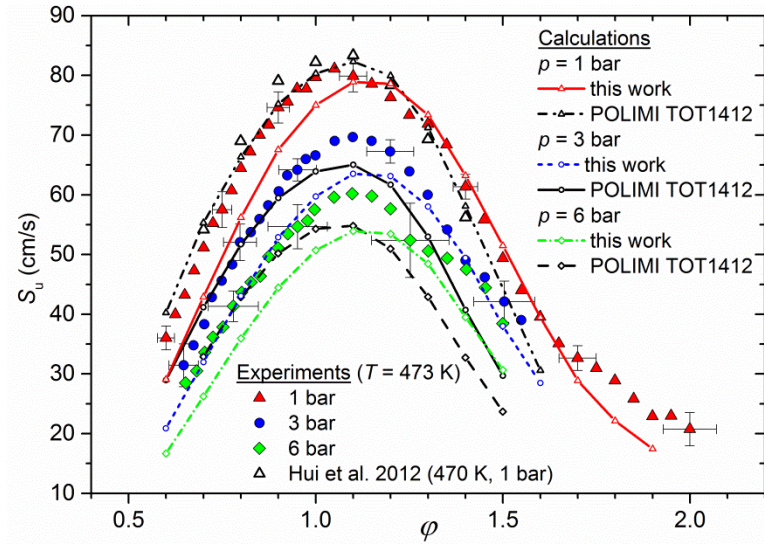 90
80
70
60
50
40
30
20
10
S_u (cm/s)
0.5
1.0
1.5
2.0
φ
Calculations
p = 1 bar
this work
POLIMI TOT1412
p = 3 bar
this work
POLIMI TOT1412
p = 6 bar
this work
POLIMI TOT1412
Experiments (T = 473 K)
1 bar
3 bar
6 bar
Hui et al. 2012 (470 K, 1 bar)